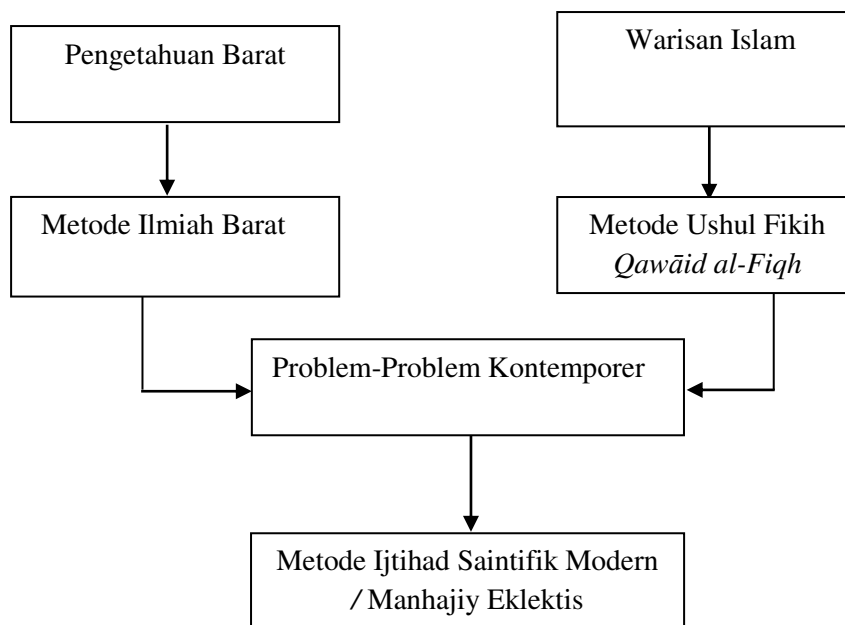 Pengetahuan Barat
Warisan Islam
Metode Ilmiah Barat
Metode Ushul Fikih
Qawāid al-Fiqh
Problem-Problem Kontemporer
Metode Ijtihad Saintifik Modern
/ Manhajiy Eklektis